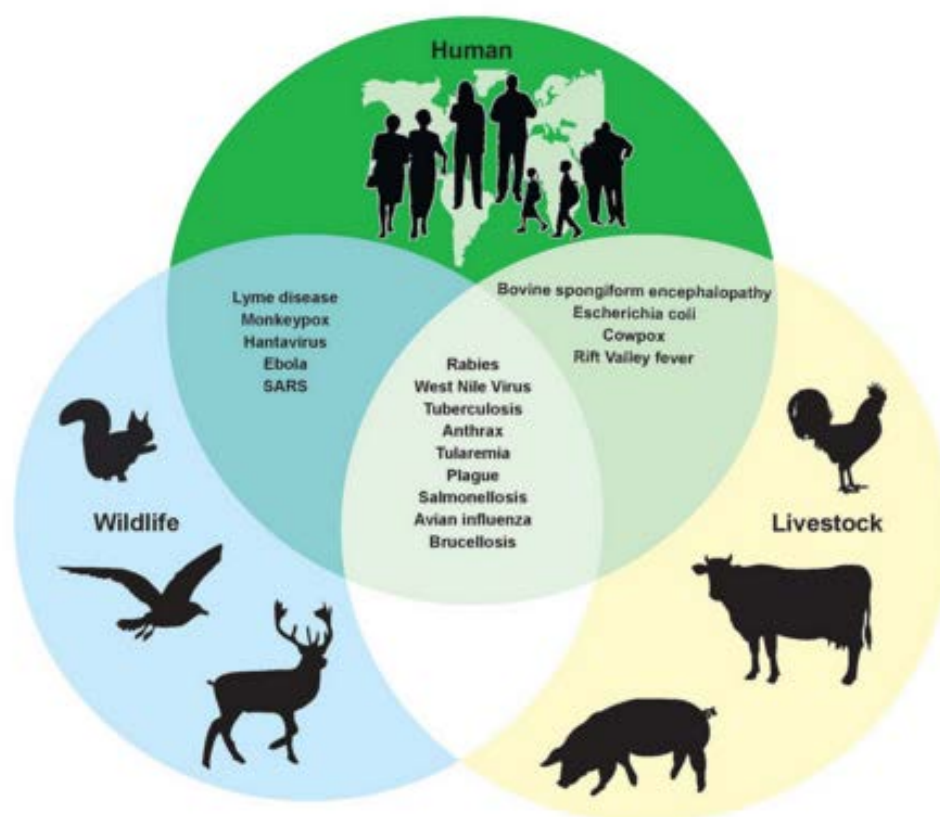 Human
Lyme disease
Monkeypox
Hantavirus
Ebola
SARS
Bovine spongiform encephalopathy
Escherichia coli
Cowpox
Rift Valley fever
Rabies
West Nile Virus
Tuberculosis
Anthrax
Tularemia
Plague
Salmonellosis
Avian influenza
Brucellosis
Wildlife
Livestock